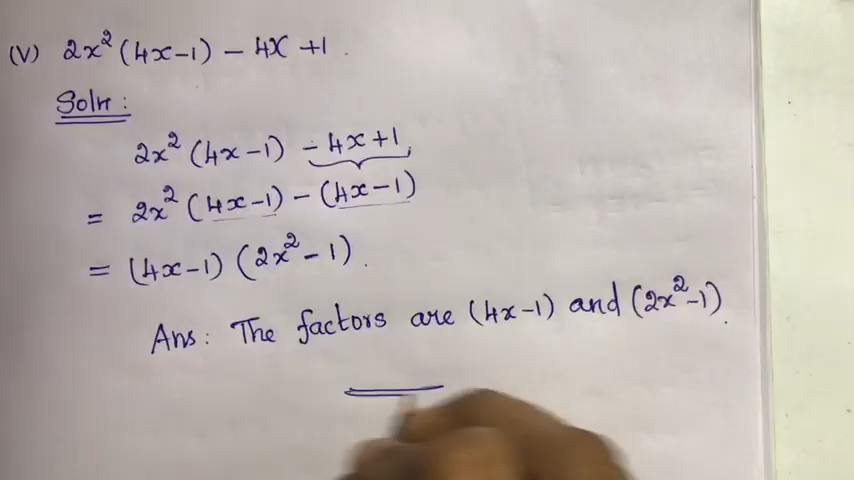 (V) 2x² (4x-1) - 4x + 1.
Soln:
2x² (4x-1) - 4x+1,
= 2x² (4x-1) - (4x-1)
= (4x-1) (2x² - 1).
Ans: The factors are (4x-1) and (2x²-1).